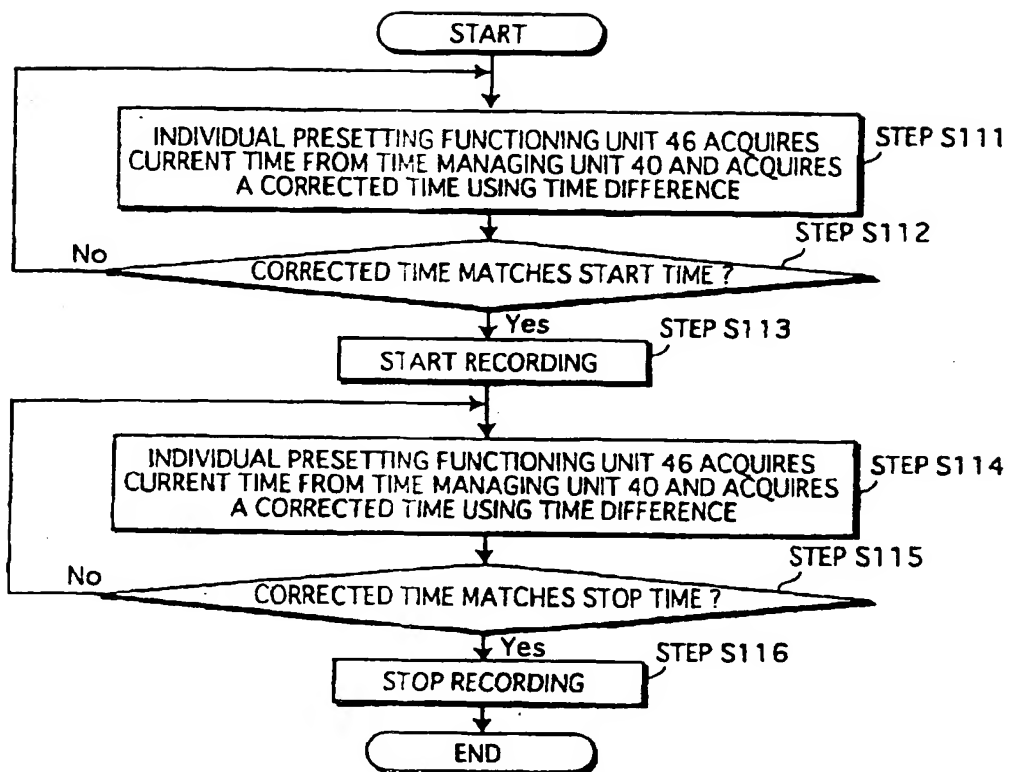 START
INDIVIDUAL PRESETTING FUNCTIONING UNIT 46 ACQUIRES
CURRENT TIME FROM TIME MANAGING UNIT 40 AND ACQUIRES
A CORRECTED TIME USING TIME DIFFERENCE
STEP S111
STEP S112
No
CORRECTED TIME MATCHES START TIME ?
Yes
STEP S113
START RECORDING
INDIVIDUAL PRESETTING FUNCTIONING UNIT 46 ACQUIRES
CURRENT TIME FROM TIME MANAGING UNIT 40 AND ACQUIRES
A CORRECTED TIME USING TIME DIFFERENCE
STEP S114
STEP S115
No
CORRECTED TIME MATCHES STOP TIME ?
Yes
STEP S116
STOP RECORDING
END